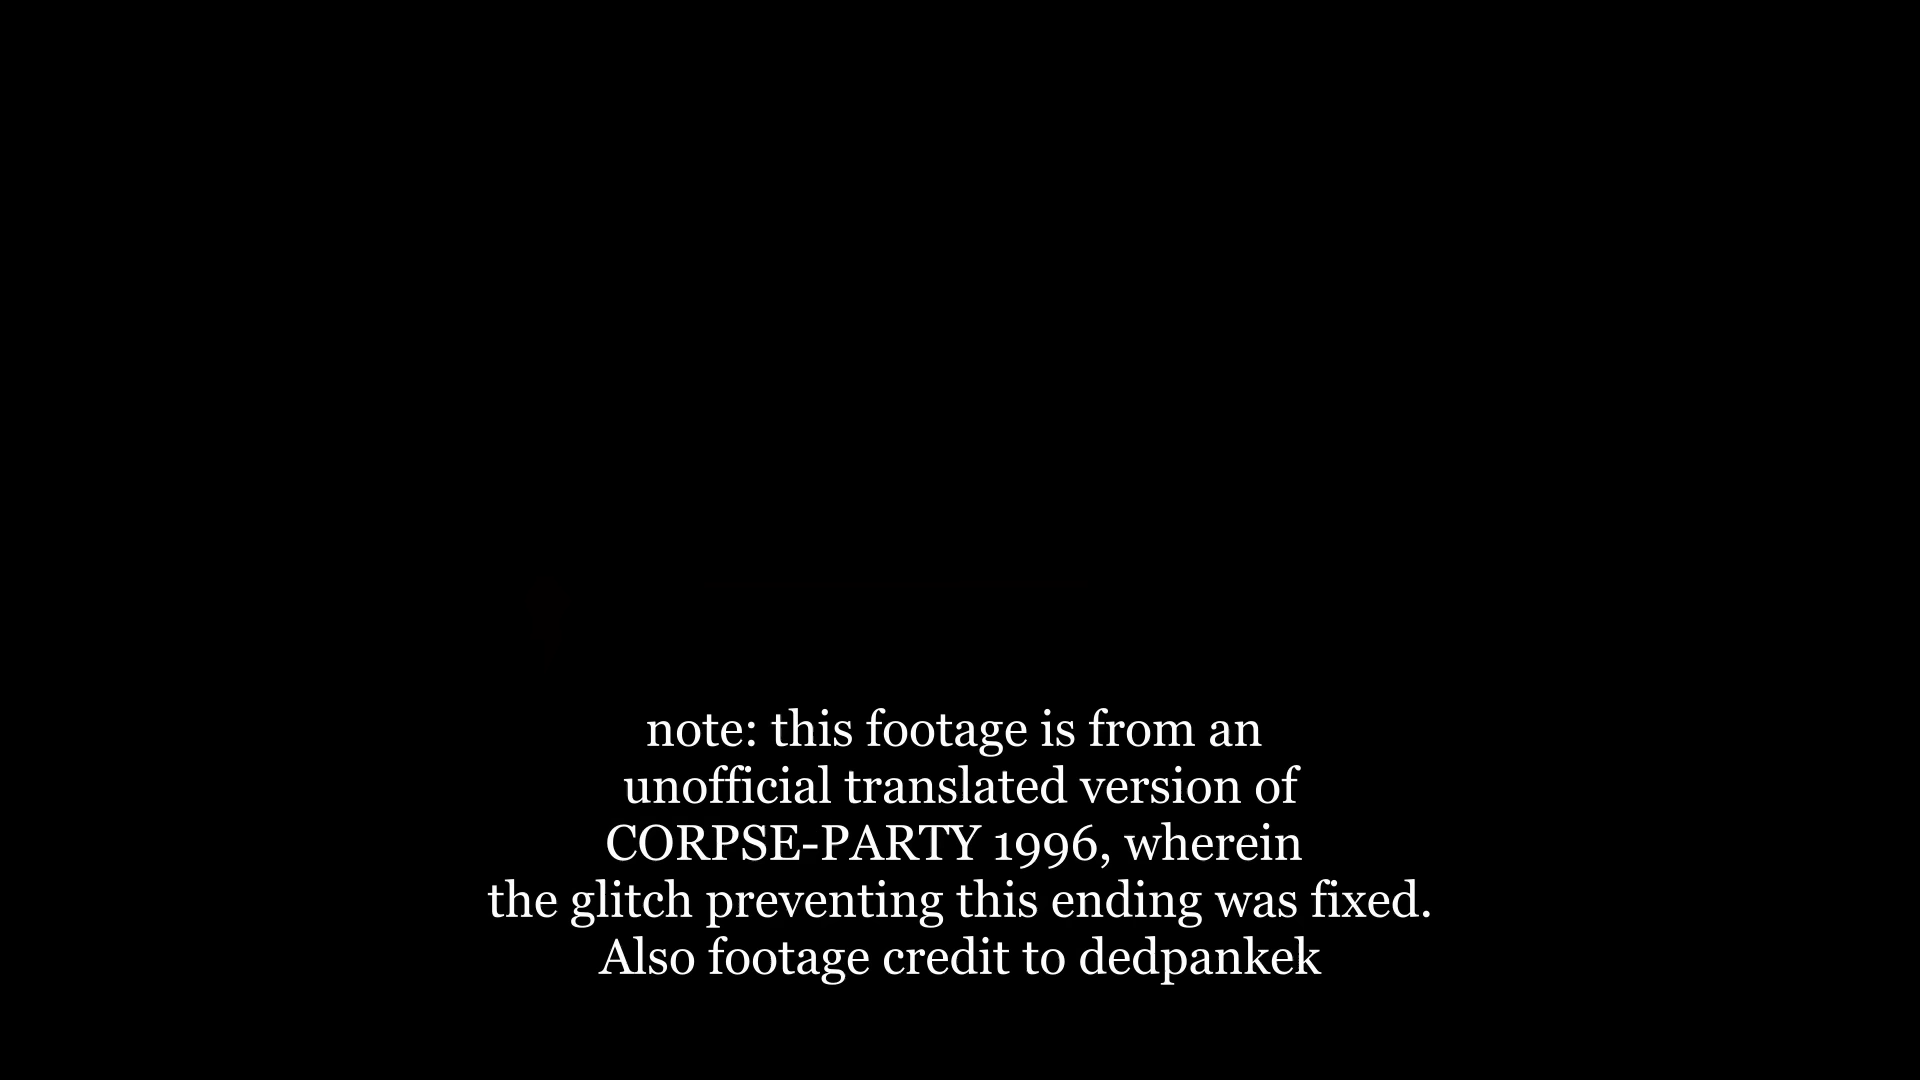 note: this footage is from an
unofficial translated version of
CORPSE-PARTY 1996, wherein
the glitch preventing this ending was fixed.
Also footage credit to dedpankek